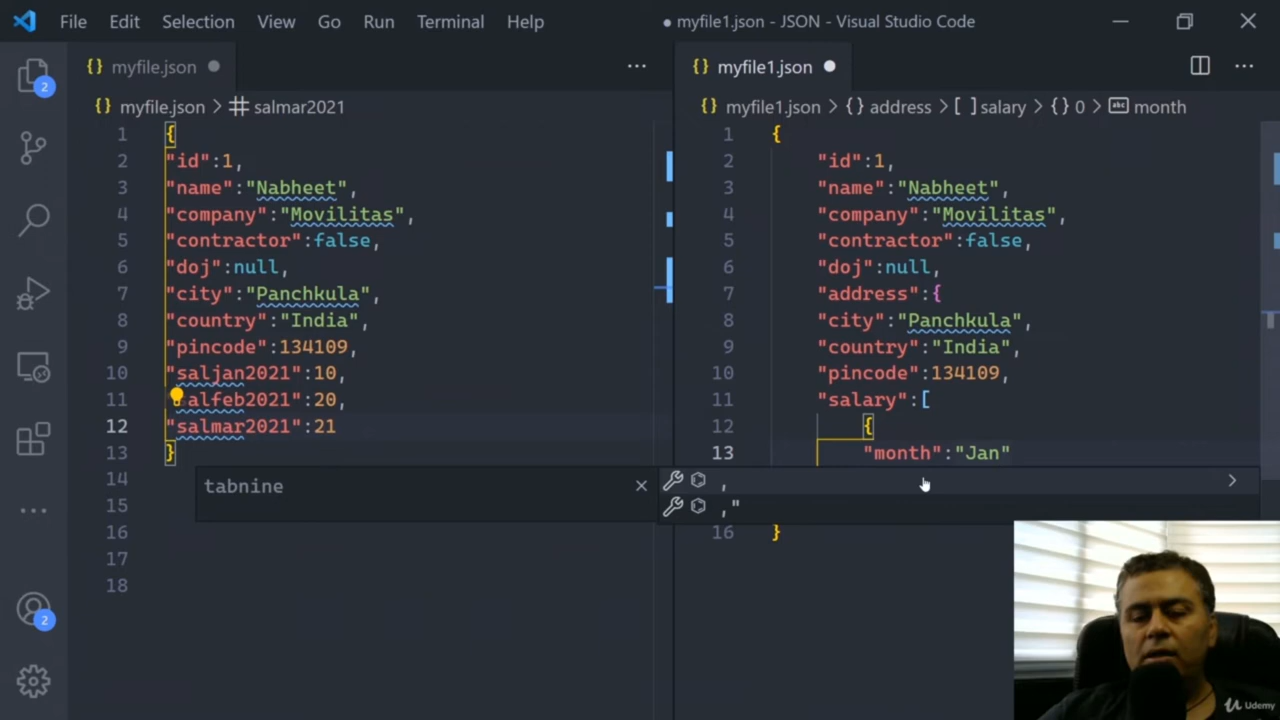 File Edit Selection View Go Run Terminal Help
● myfile1.json - JSON - Visual Studio Code
{} myfile.json ●
···
{} myfile1.json ●
···
{} myfile.json > # salmar2021
{} myfile1.json > {} address > [ ] salary > {} 0 > abc month
2
2
1 {
2 "id":1,
3 "name":"Nabheet",
4 "company":"Movilitas",
5 "contractor":false,
6 "doj":null,
7 "city":"Panchkula",
8 "country":"India",
9 "pincode":134109,
10 "saljan2021":10,
11 alfeb2021":20,
12 "salmar2021":21
13 }
14
15
16
17
18
1 {
2 "id":1,
3 "name":"Nabheet",
4 "company":"Movilitas",
5 "contractor":false,
6 "doj":null,
7 "address":{
8 "city":"Panchkula",
9 "country":"India",
10 "pincode":134109,
11 "salary":[
12 {
13 "month":"Jan"
16 }
tabnine
,
,"
Udemy